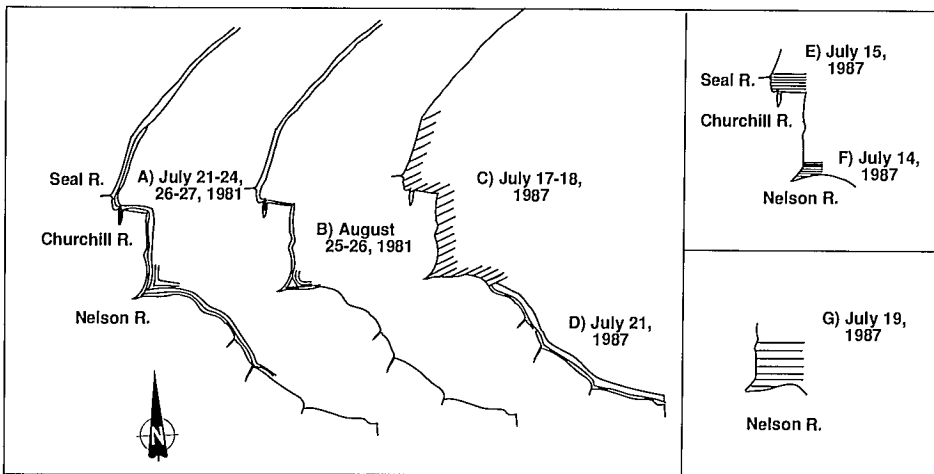 Seal R.
A) July 21-24,
26-27, 1981
Churchill R.
Nelson R.
B) August
25-26, 1981
C) July 17-18,
1987
D) July 21,
1987
N
E) July 15,
1987
Seal R.
Churchill R.
F) July 14,
1987
Nelson R.
G) July 19,
1987
Nelson R.